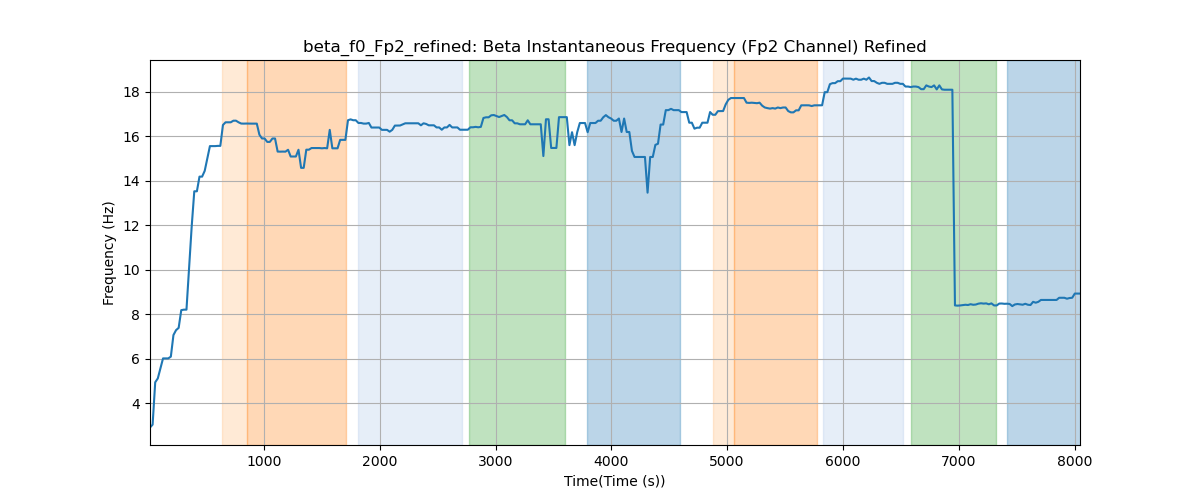 beta_f0_Fp2_refined: Beta Instantaneous Frequency (Fp2 Channel) Refined
Frequency (Hz)
18
16
14
12
10
8
6
4
1000 2000 3000 4000 5000 6000 7000 8000
Time(Time (s))